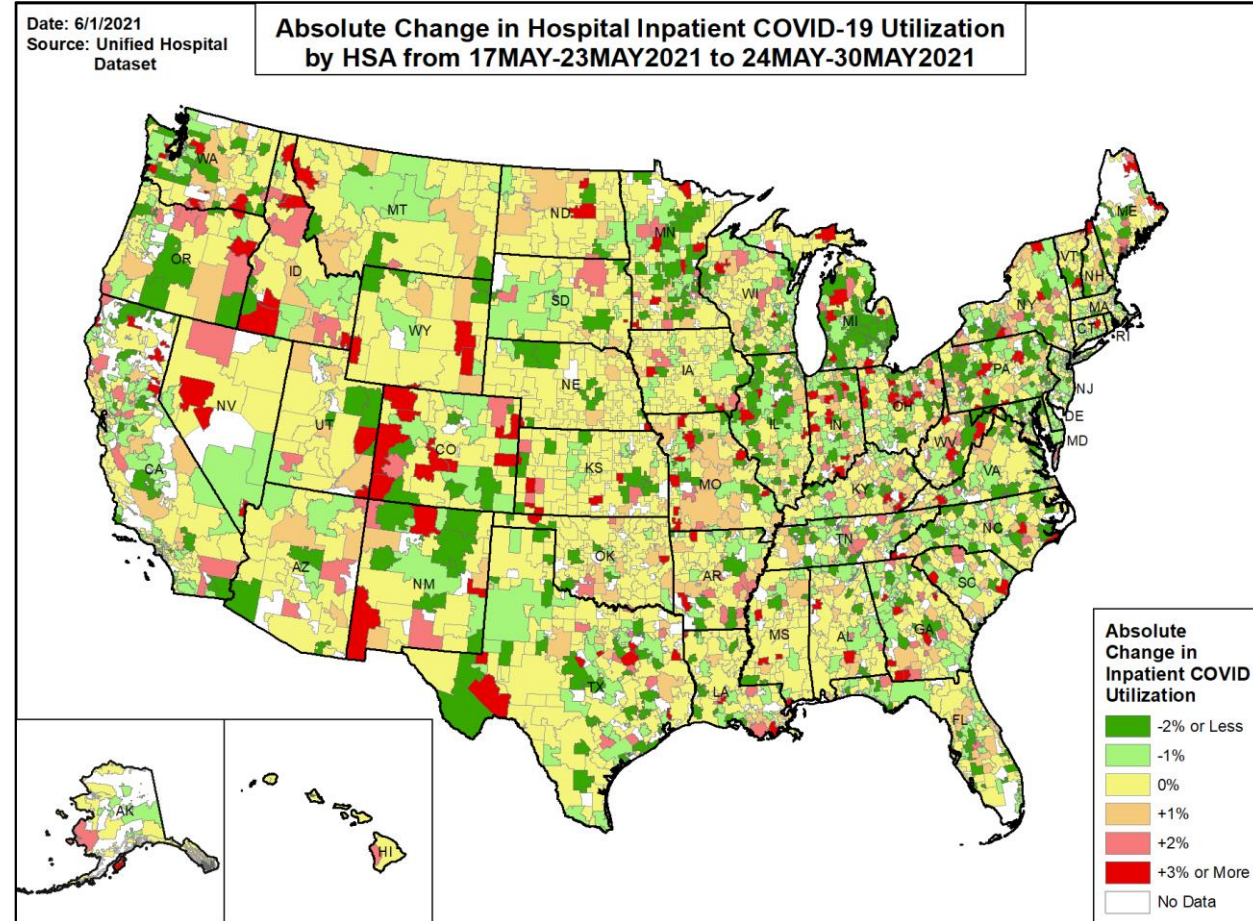 Date: 6/1/2021
Source: Unified Hospital
Dataset
Absolute Change in Hospital Inpatient COVID-19 Utilization
by HSA from 17MAY-23MAY2021 to 24MAY-30MAY2021
WA
MT
ND
MN
ME
OR
ID
WY
SD
WI
MI
NY
VT
NH
MA
CT
RI
NV
UT
CO
NE
IA
IL
IN
OH
PA
NJ
DE
MD
CA
KS
MO
KY
WV
VA
AZ
NM
OK
AR
TN
NC
SC
TX
LA
MS
AL
GA
FL
AK
HI
Absolute
Change in
Inpatient COVID
Utilization
-2% or Less
-1%
0%
+1%
+2%
+3% or More
No Data